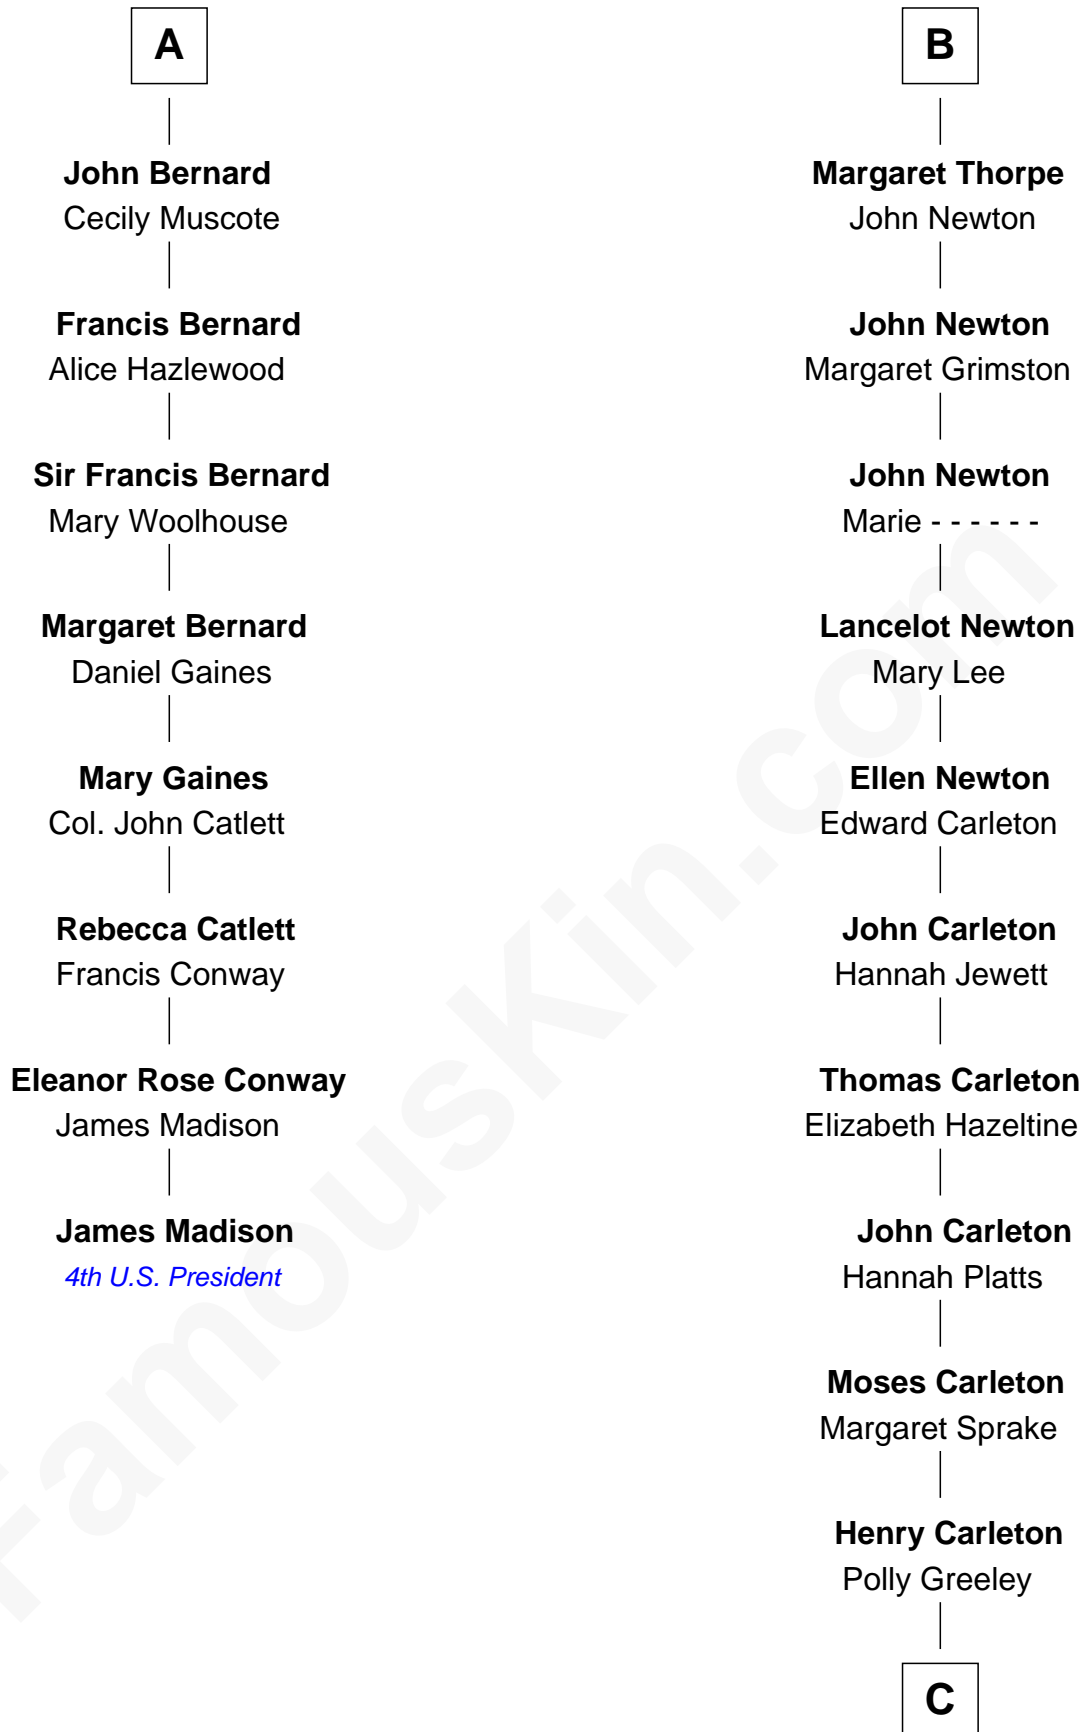 A
John Bernard
Cecily Muscote
Francis Bernard
Alice Hazlewood
Sir Francis Bernard
Mary Woolhouse
Margaret Bernard
Daniel Gaines
Mary Gaines
Col. John Catlett
Rebecca Catlett
Francis Conway
Eleanor Rose Conway
James Madison
James Madison
4th U.S. President
B
Margaret Thorpe
John Newton
John Newton
Margaret Grimston
John Newton
Marie - - - - - -
Lancelot Newton
Mary Lee
Ellen Newton
Edward Carleton
John Carleton
Hannah Jewett
Thomas Carleton
Elizabeth Hazeltine
John Carleton
Hannah Platts
Moses Carleton
Margaret Sprake
Henry Carleton
Polly Greeley
C
FamousKin.com